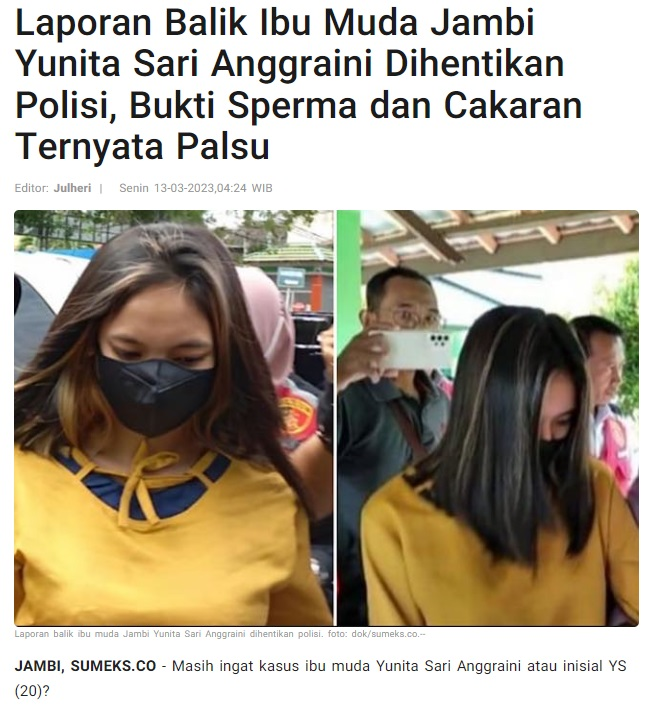 Laporan Balik Ibu Muda Jambi
Yunita Sari Anggraini Dihentikan
Polisi, Bukti Sperma dan Cakaran
Ternyata Palsu
Editor: Julheri | Senin 13-03-2023,04:24 WIB
Laporan balik ibu muda Jambi Yunita Sari Anggraini dihentikan polisi. foto: dok/sumeks.co.--
JAMBI, SUMEKS.CO - Masih ingat kasus ibu muda Yunita Sari Anggraini atau inisial YS
(20)?